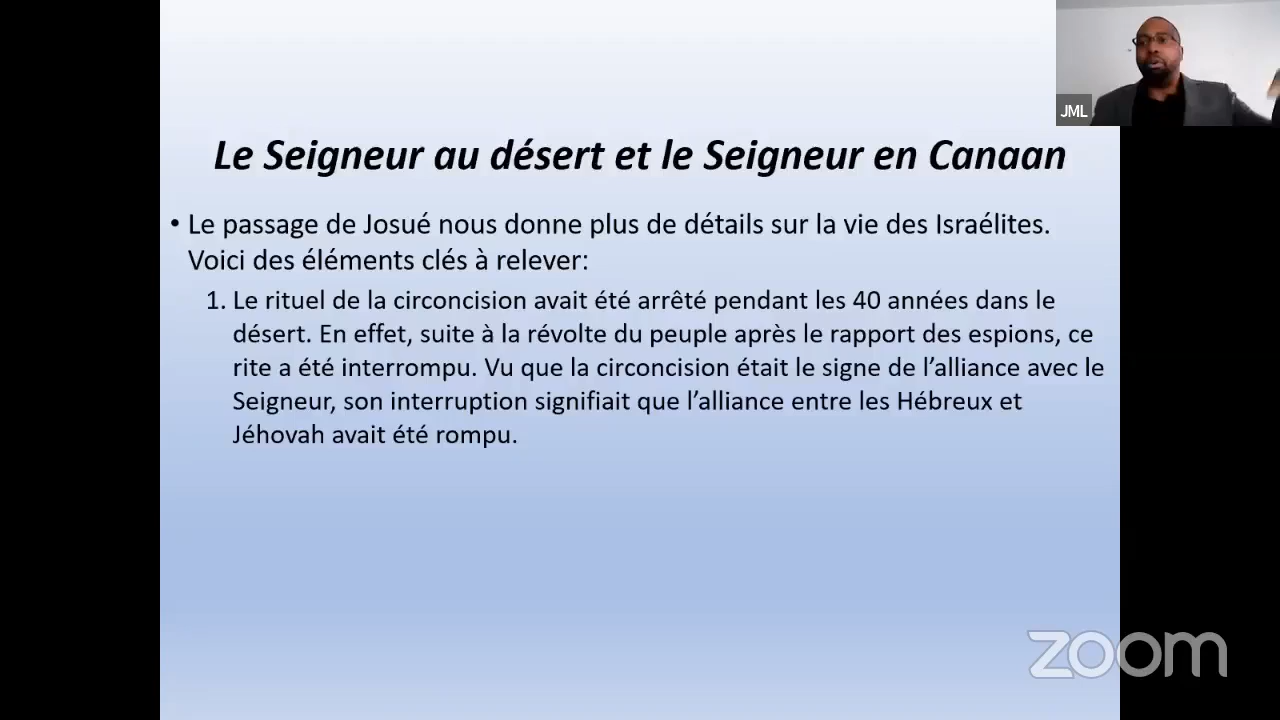 JML
Le Seigneur au désert et le Seigneur en Canaan
• Le passage de Josué nous donne plus de détails sur la vie des Israélites.
Voici des éléments clés à relever:
1. Le rituel de la circoncision avait été arrêté pendant les 40 années dans le
désert. En effet, suite à la révolte du peuple après le rapport des espions, ce
rite a été interrompu. Vu que la circoncision était le signe de l’alliance avec le
Seigneur, son interruption signifiait que l’alliance entre les Hébreux et
Jéhovah avait été rompu.
zoom